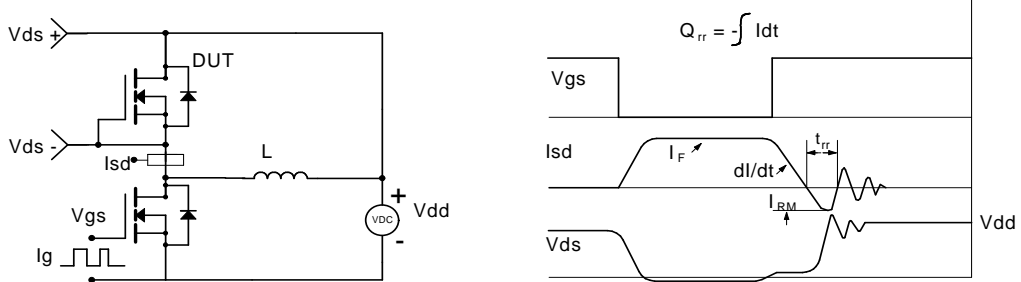 Vds +
DUT
Vds -
Isd
L
Vgs
Ig
+
VDC
-
Vdd
Q rr = -∫ Idt
Vgs
Isd
I F
dI/dt
t rr
I RM
Vds
Vdd